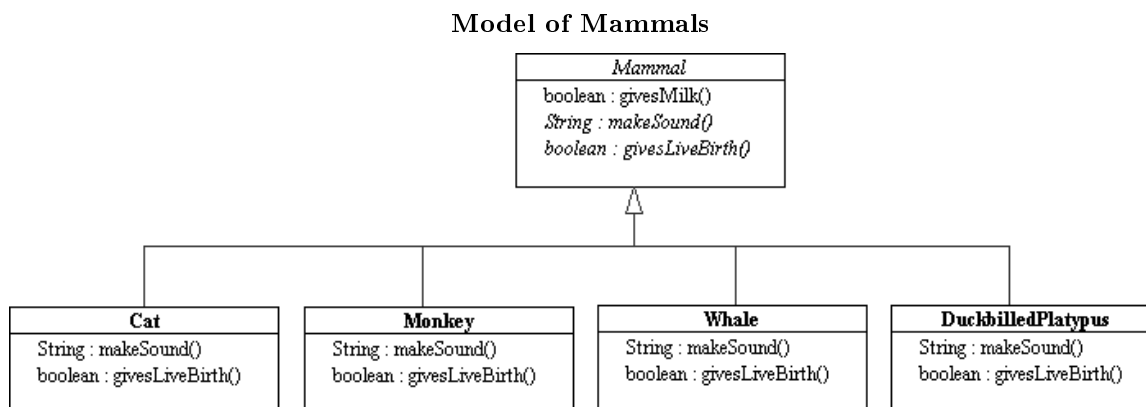 Model of Mammals
Mammal
boolean : givesMilk()
String : makeSound()
boolean : givesLiveBirth()
Cat
String : makeSound()
boolean : givesLiveBirth()
Monkey
String : makeSound()
boolean : givesLiveBirth()
Whale
String : makeSound()
boolean : givesLiveBirth()
DuckbilledPlatypus
String : makeSound()
boolean : givesLiveBirth()